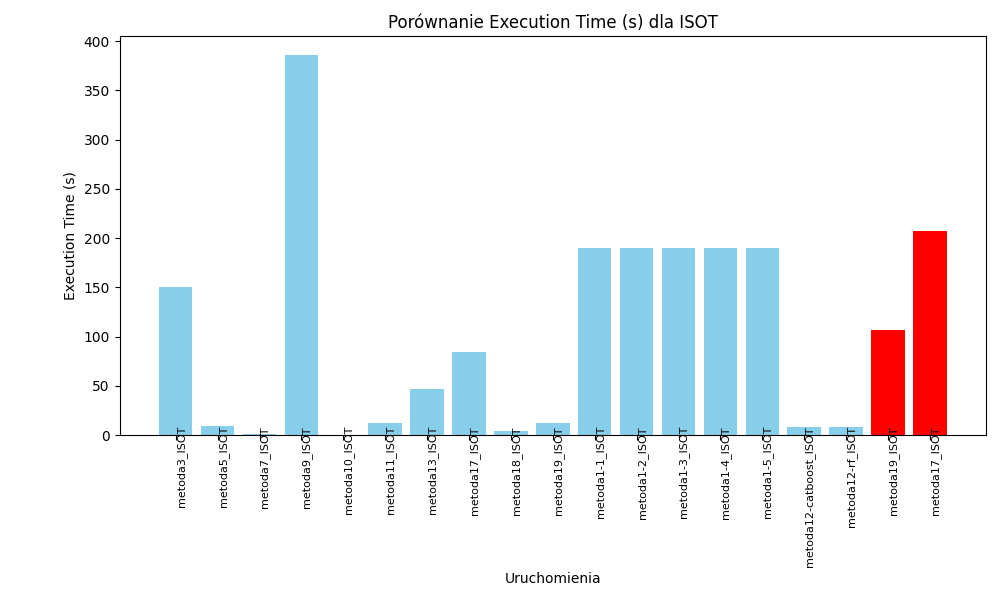 Porównanie Execution Time (s) dla ISOT
Execution Time (s)
400
350
300
250
200
150
100
50
0
metoda3_ISOT
metoda5_ISOT
metoda7_ISOT
metoda9_ISOT
metoda10_ISOT
metoda11_ISOT
metoda13_ISOT
metoda17_ISOT
metoda18_ISOT
metoda19_ISOT
metoda1-1_ISOT
metoda1-2_ISOT
metoda1-3_ISOT
metoda1-4_ISOT
metoda1-5_ISOT
metoda12-catboost_ISOT
metoda12-rf_ISOT
metoda19_ISOT
metoda17_ISOT
Uruchomienia